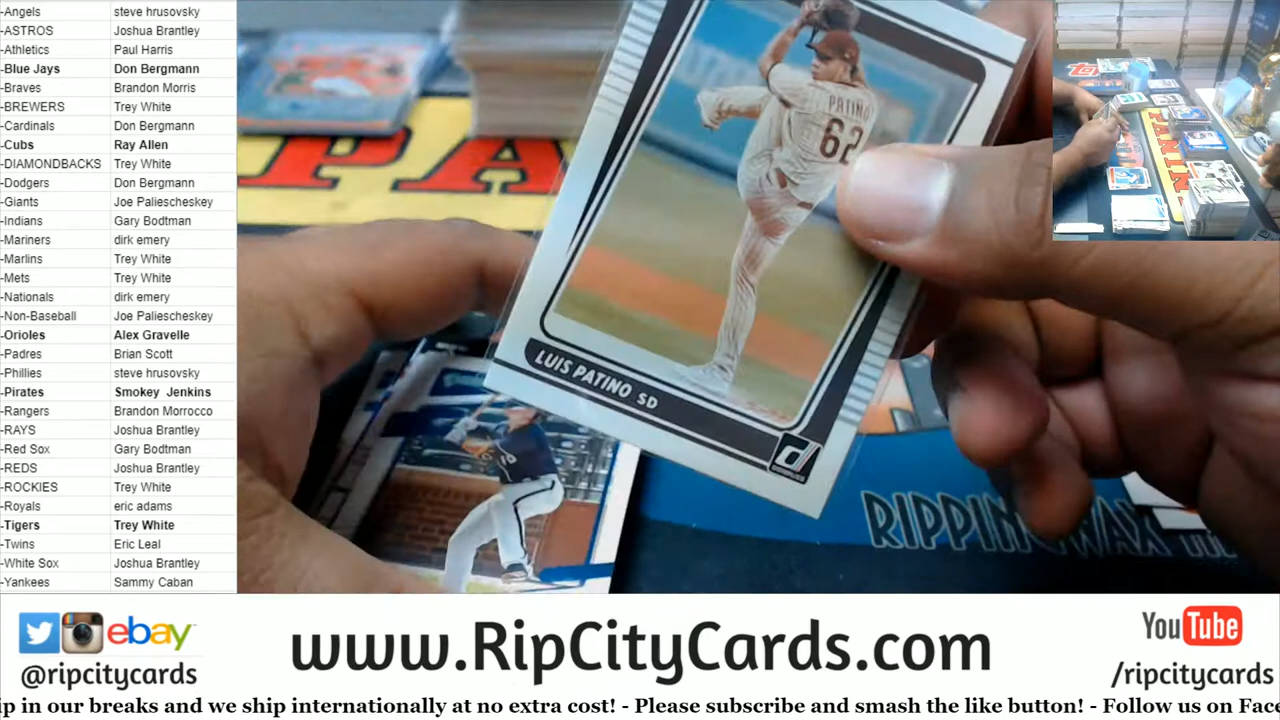 -Angels steve hrusovsky
-ASTROS Joshua Brantley
-Athletics Paul Harris
-Blue Jays Don Bergmann
-Braves Brandon Morris
-BREWERS Trey White
-Cardinals Don Bergmann
-Cubs Ray Allen
-DIAMONDBACKS Trey White
-Dodgers Don Bergmann
-Giants Joe Paliescheskey
-Indians Gary Bodtman
-Mariners dirk emery
-Marlins Trey White
-Mets Trey White
-Nationals dirk emery
-Non-Baseball Joe Paliescheskey
-Orioles Alex Gravelle
-Padres Brian Scott
-Phillies steve hrusovsky
-Pirates Smokey Jenkins
-Rangers Brandon Morrocco
-RAYS Joshua Brantley
-Red Sox Gary Bodtman
-REDS Joshua Brantley
-ROCKIES Trey White
-Royals eric adams
-Tigers Trey White
-Twins Eric Leal
-White Sox Joshua Brantley
-Yankees Sammy Caban
PATINO
62
LUIS PATINO SD
PA
RIPPIN WAX
PANINI
ebay
@ripcitycards
www.RipCityCards.com
YouTube
/ripcitycards
ip in our breaks and we ship internationally at no extra cost! - Please subscribe and smash the like button! - Follow us on Face